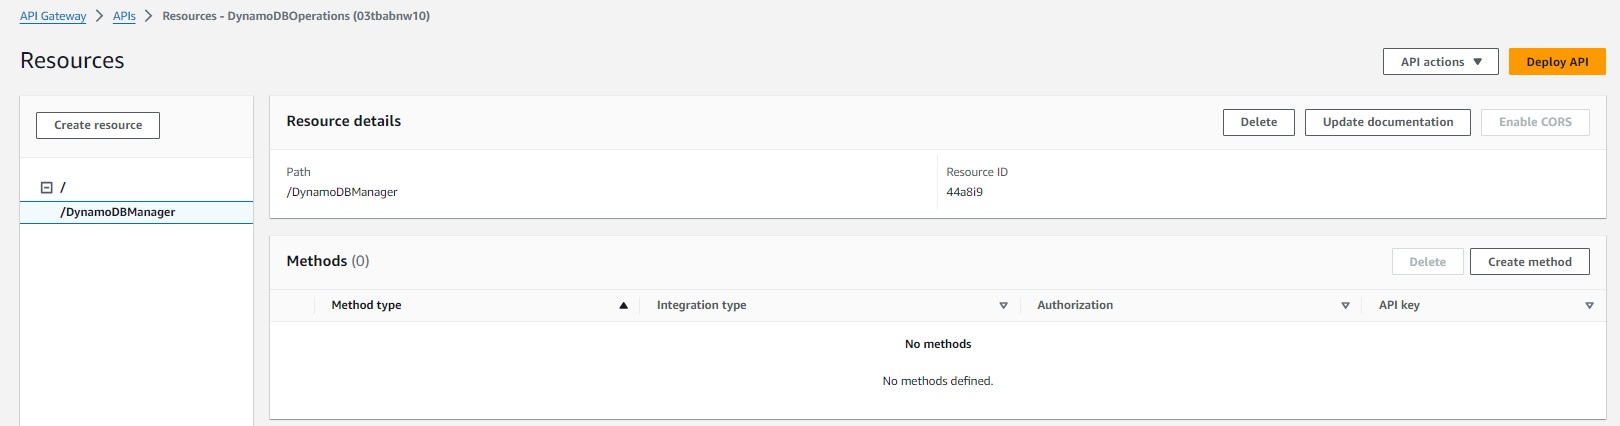 API Gateway > APIs > Resources - DynamoDBOperations (03tbabnw10)
Resources
API actions
Deploy API
Create resource
/
/DynamoDBManager
Resource details
Delete
Update documentation
Enable CORS
Path
/DynamoDBManager
Resource ID
44a8i9
Methods (0)
Delete
Create method
Method type
Integration type
Authorization
API key
No methods
No methods defined.